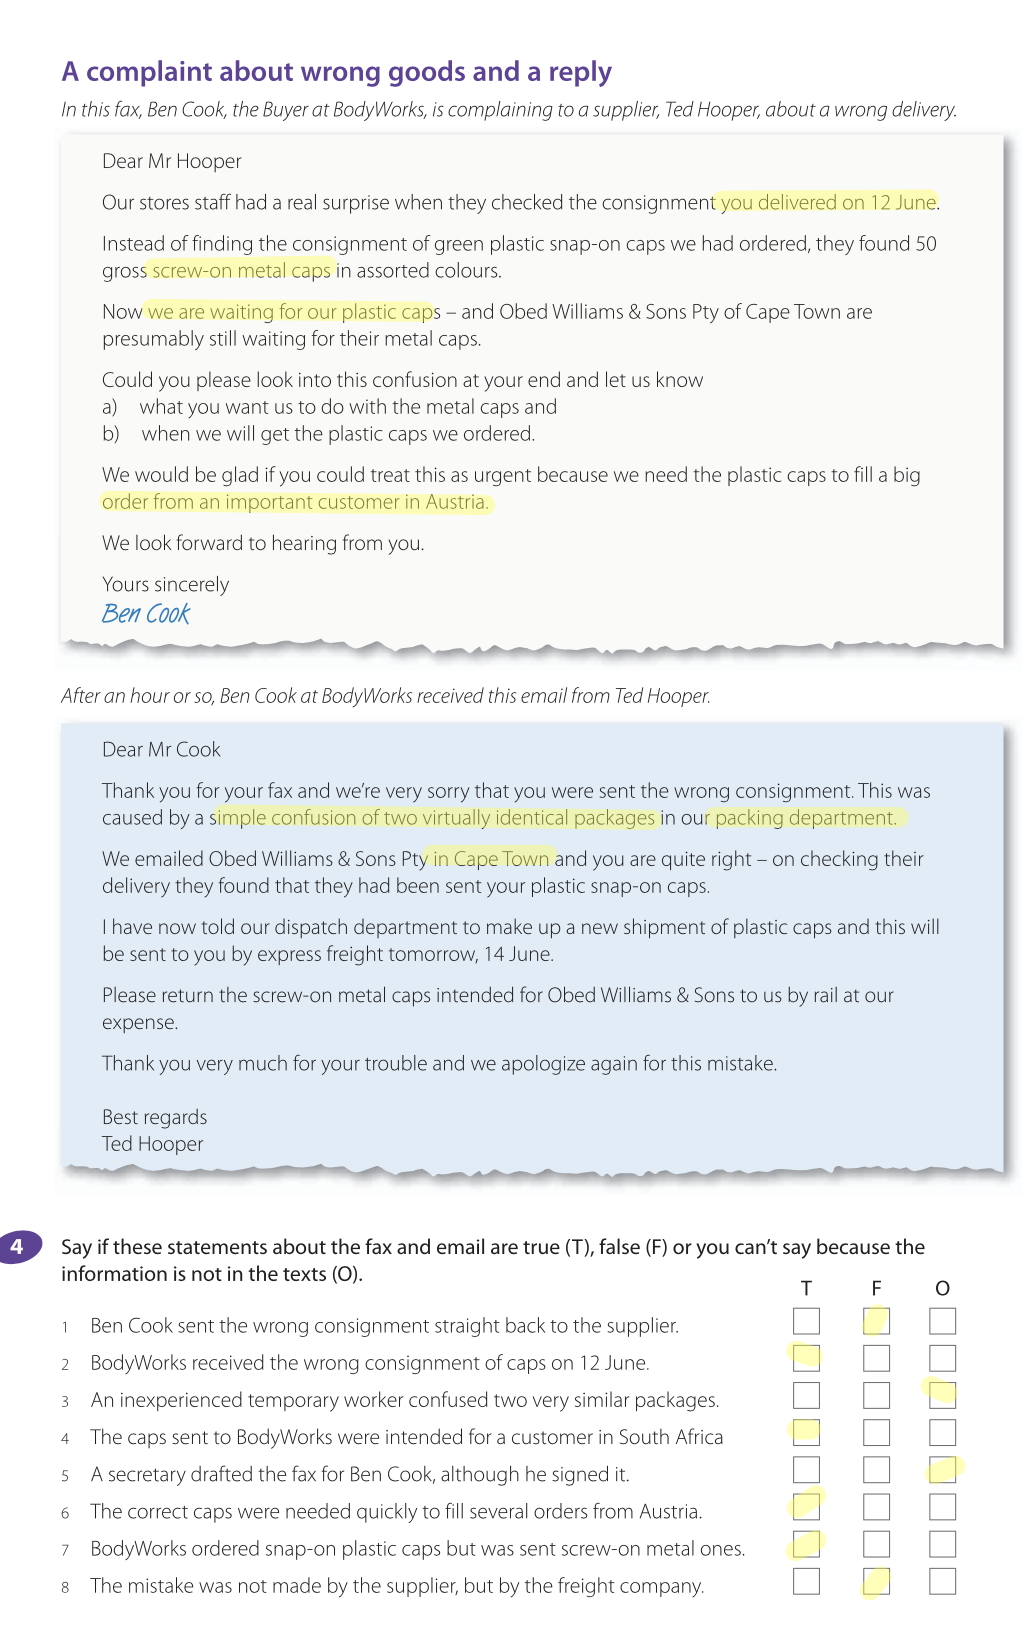 A complaint about wrong goods and a reply
In this fax, Ben Cook, the Buyer at BodyWorks, is complaining to a supplier, Ted Hooper, about a wrong delivery.
Dear Mr Hooper
Our stores staff had a real surprise when they checked the consignment you delivered on 12 June.
Instead of finding the consignment of green plastic snap-on caps we had ordered, they found 50
gross screw-on metal caps in assorted colours.
Now we are waiting for our plastic caps – and Obed Williams & Sons Pty of Cape Town are
presumably still waiting for their metal caps.
Could you please look into this confusion at your end and let us know
a) what you want us to do with the metal caps and
b) when we will get the plastic caps we ordered.
We would be glad if you could treat this as urgent because we need the plastic caps to fill a big
order from an important customer in Austria.
We look forward to hearing from you.
Yours sincerely
Ben Cook
After an hour or so, Ben Cook at BodyWorks received this email from Ted Hooper.
Dear Mr Cook
Thank you for your fax and we're very sorry that you were sent the wrong consignment. This was
caused by a simple confusion of two virtually identical packages in our packing department.
We emailed Obed Williams & Sons Pty in Cape Town and you are quite right – on checking their
delivery they found that they had been sent your plastic snap-on caps.
I have now told our dispatch department to make up a new shipment of plastic caps and this will
be sent to you by express freight tomorrow, 14 June.
Please return the screw-on metal caps intended for Obed Williams & Sons to us by rail at our
expense.
Thank you very much for your trouble and we apologize again for this mistake.
Best regards
Ted Hooper
4 Say if these statements about the fax and email are true (T), false (F) or you can't say because the
information is not in the texts (O).
T F O
1 Ben Cook sent the wrong consignment straight back to the supplier.
2 BodyWorks received the wrong consignment of caps on 12 June.
3 An inexperienced temporary worker confused two very similar packages.
4 The caps sent to BodyWorks were intended for a customer in South Africa
5 A secretary drafted the fax for Ben Cook, although he signed it.
6 The correct caps were needed quickly to fill several orders from Austria.
7 BodyWorks ordered snap-on plastic caps but was sent screw-on metal ones.
8 The mistake was not made by the supplier, but by the freight company.